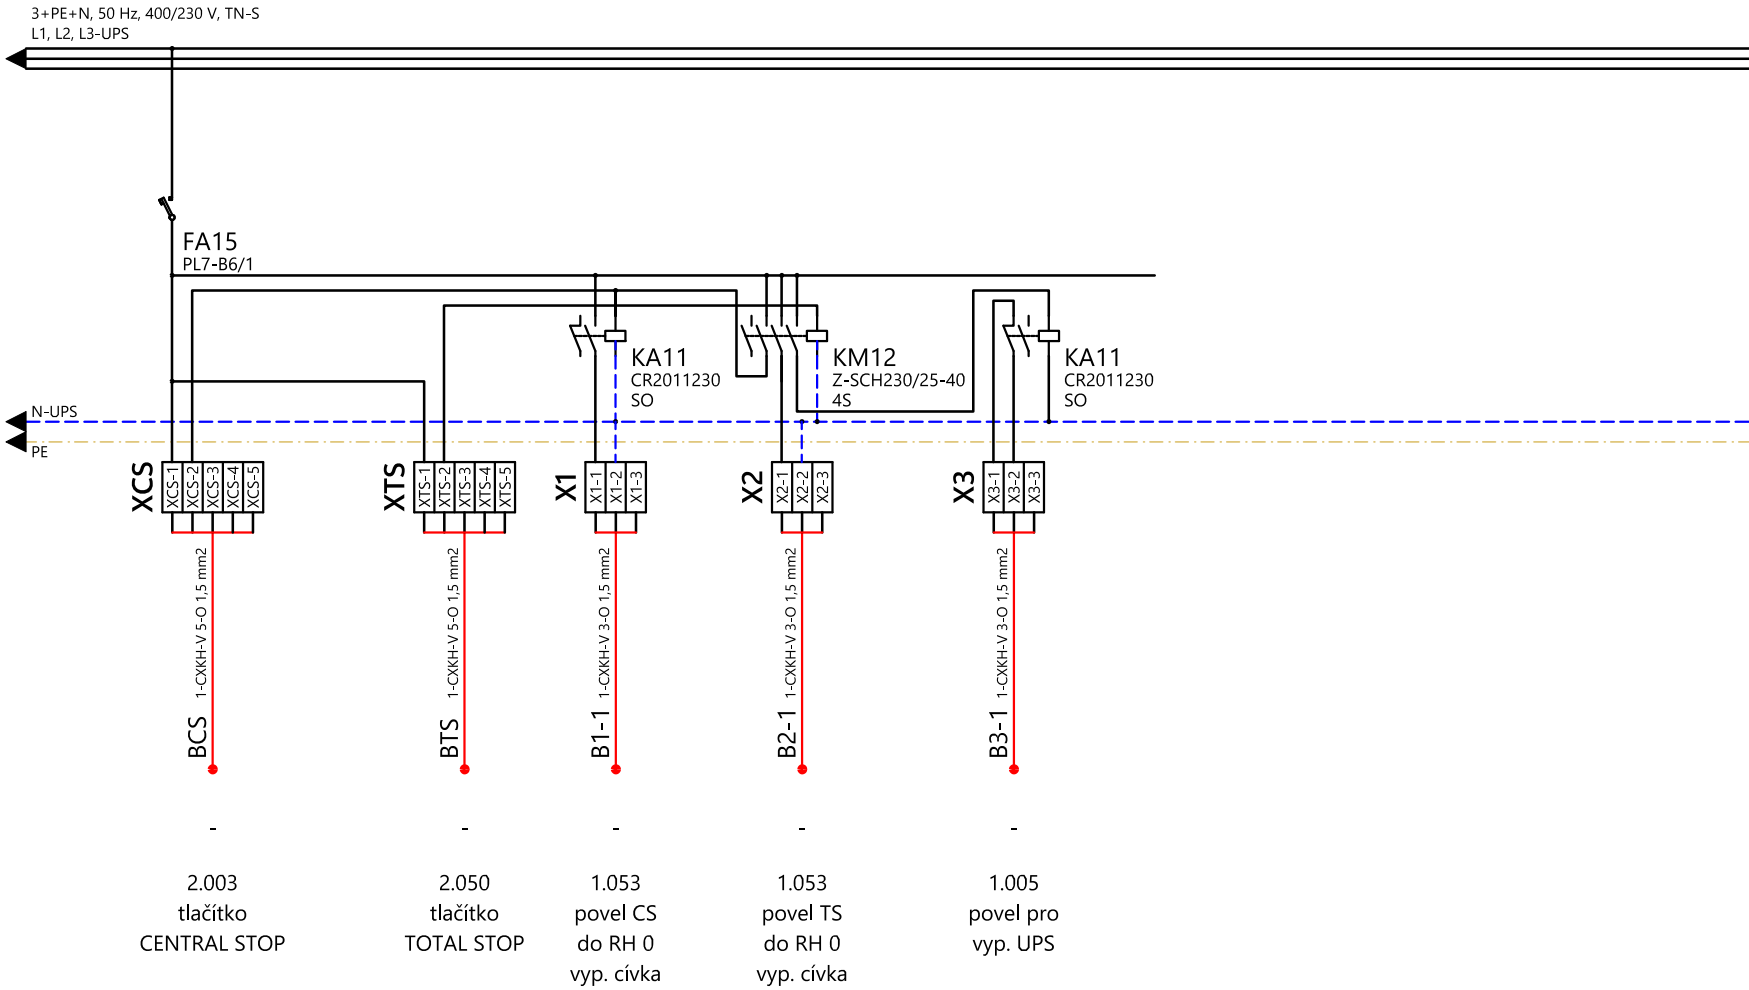 3+PE+N, 50 Hz, 400/230 V, TN-S
L1, L2, L3-UPS
FA15
PL7-B6/1
KA11
CR2011230
SO
KM12
Z-SCH230/25-40
4S
KA11
CR2011230
SO
N-UPS
PE
XCS
XCS-1
XCS-2
XCS-3
XCS-4
XCS-5
XTS
XTS-1
XTS-2
XTS-3
XTS-4
XTS-5
X1
X1-1
X1-2
X1-3
X2
X2-1
X2-2
X2-3
X3
X3-1
X3-2
X3-3
BCS
1-CXKH-V 5-O 1,5 mm2
BTS
1-CXKH-V 5-O 1,5 mm2
B1-1
1-CXKH-V 3-O 1,5 mm2
B2-1
1-CXKH-V 3-O 1,5 mm2
B3-1
1-CXKH-V 3-O 1,5 mm2
-
2.003
tlačítko
CENTRAL STOP
-
2.050
tlačítko
TOTAL STOP
-
1.053
povel CS
do RH 0
vyp. cívka
-
1.053
povel TS
do RH 0
vyp. cívka
-
1.005
povel pro
vyp. UPS